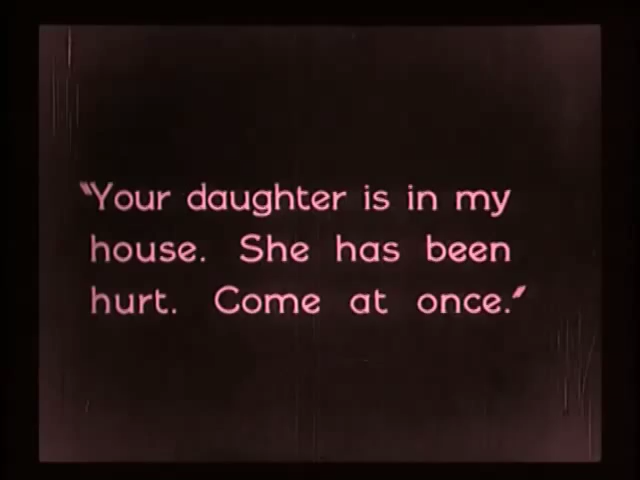 "Your daughter is in my
house. She has been
hurt. Come at once."